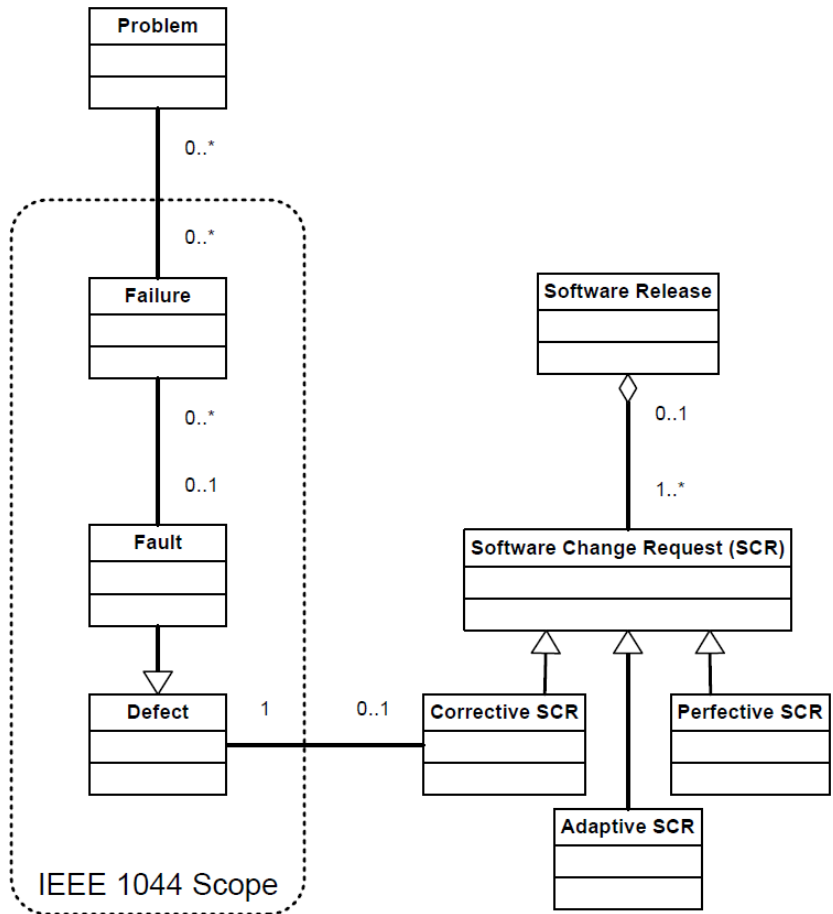 Problem
0..*
0..*
Failure
0..*
0..1
Fault
Defect
1
0..1
IEEE 1044 Scope
Software Release
0..1
1..*
Software Change Request (SCR)
Corrective SCR
Perfective SCR
Adaptive SCR